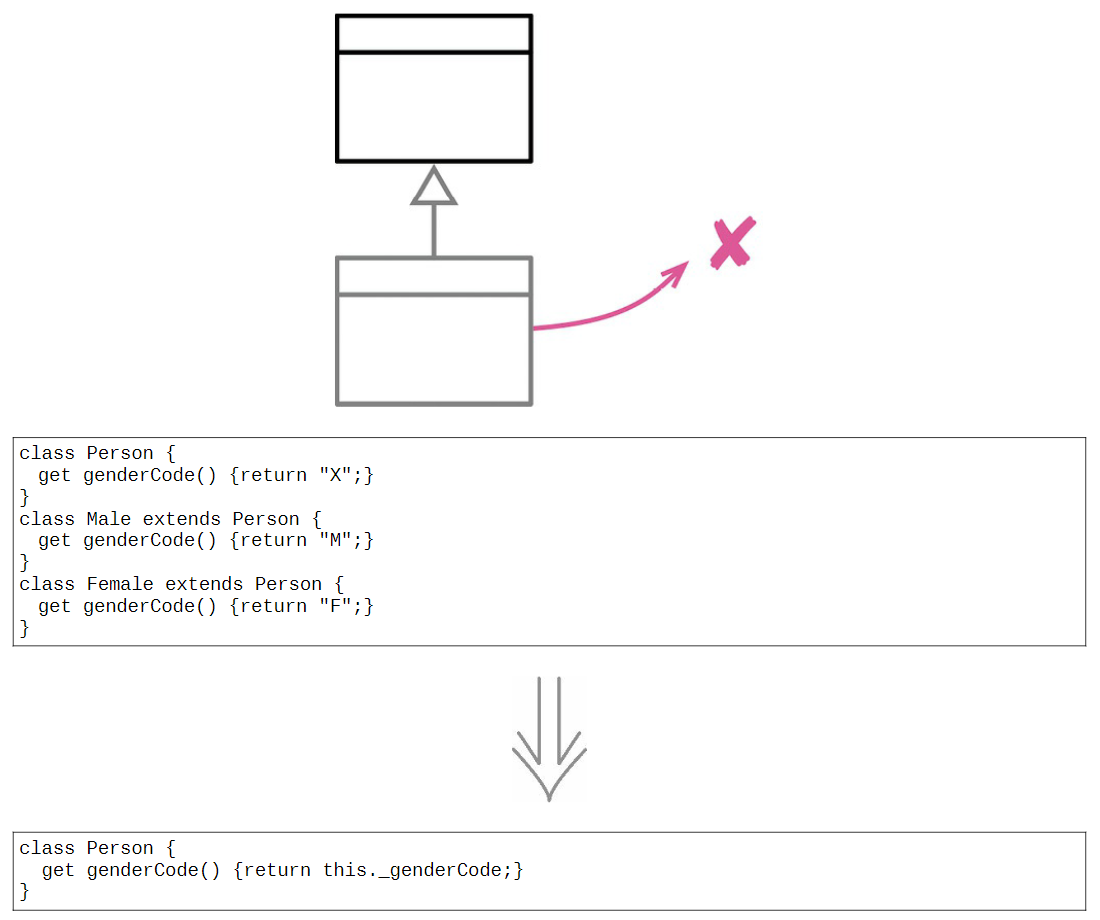 class Person {
  get genderCode() {return "X";}
}
class Male extends Person {
  get genderCode() {return "M";}
}
class Female extends Person {
  get genderCode() {return "F";}
}
class Person {
  get genderCode() {return this._genderCode;}
}